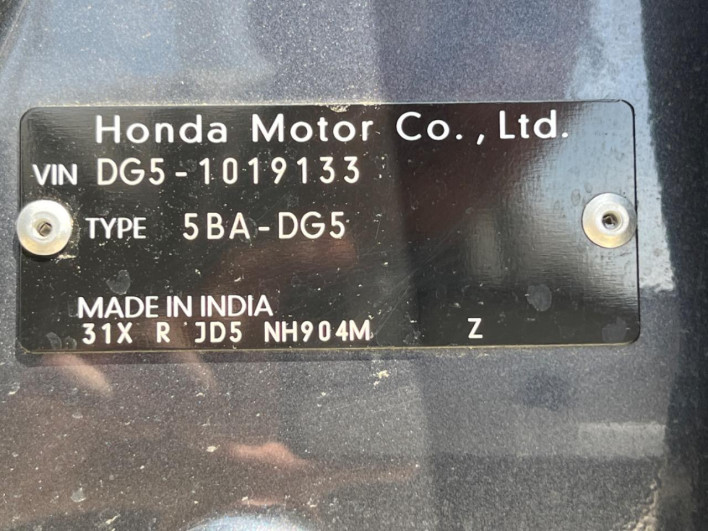 Honda Motor Co., Ltd.
VIN DG5-1019133
TYPE 5BA-DG5
MADE IN INDIA
31X R JD5 NH904M Z